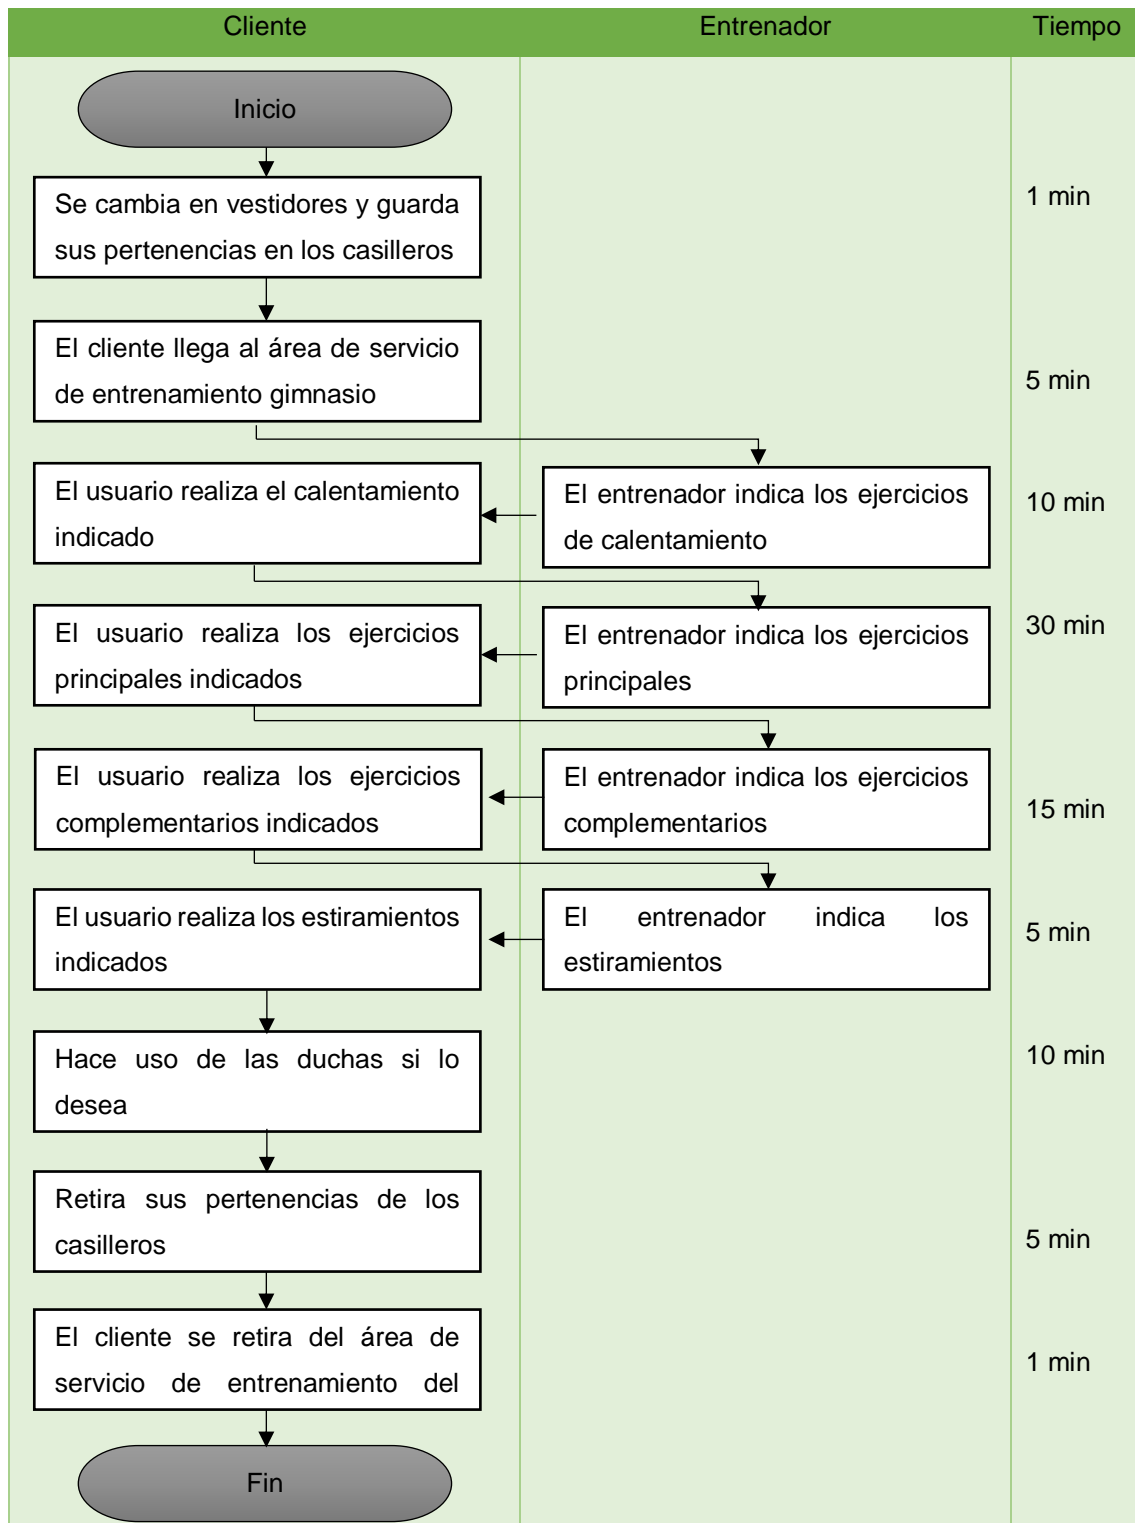 Cliente
Entrenador
Tiempo
Inicio
Se cambia en vestidores y guarda
sus pertenencias en los casilleros
1 min
El cliente llega al área de servicio
de entrenamiento gimnasio
5 min
El usuario realiza el calentamiento
indicado
El entrenador indica los ejercicios
de calentamiento
10 min
El usuario realiza los ejercicios
principales indicados
El entrenador indica los ejercicios
principales
30 min
El usuario realiza los ejercicios
complementarios indicados
El entrenador indica los ejercicios
complementarios
15 min
El usuario realiza los estiramientos
indicados
El entrenador indica los
estiramientos
5 min
Hace uso de las duchas si lo
desea
10 min
Retira sus pertenencias de los
casilleros
5 min
El cliente se retira del área de
servicio de entrenamiento del
1 min
Fin